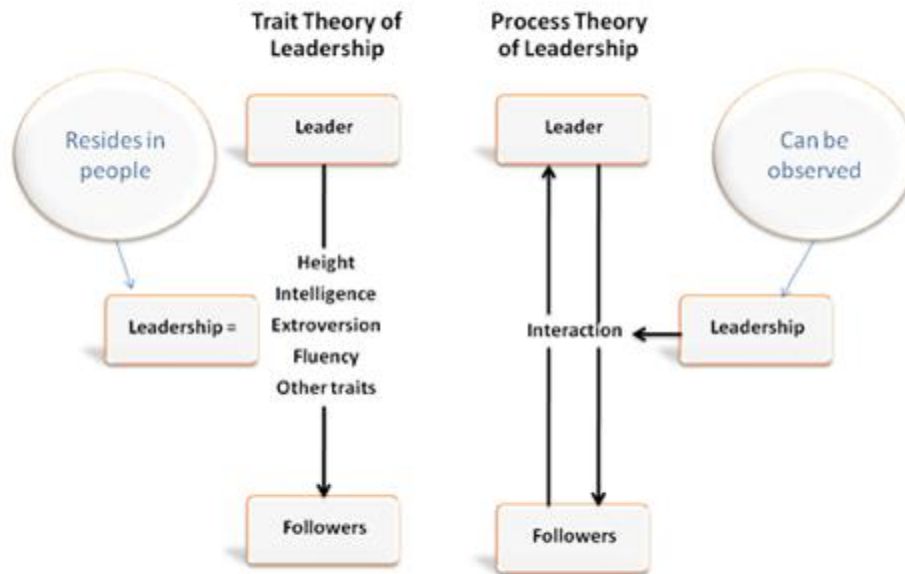 Trait Theory of
Leadership
Process Theory
of Leadership
Resides in
people
Leader
Leader
Can be
observed
Leadership =
Height
Intelligence
Extroversion
Fluency
Other traits
Interaction
Leadership
Followers
Followers